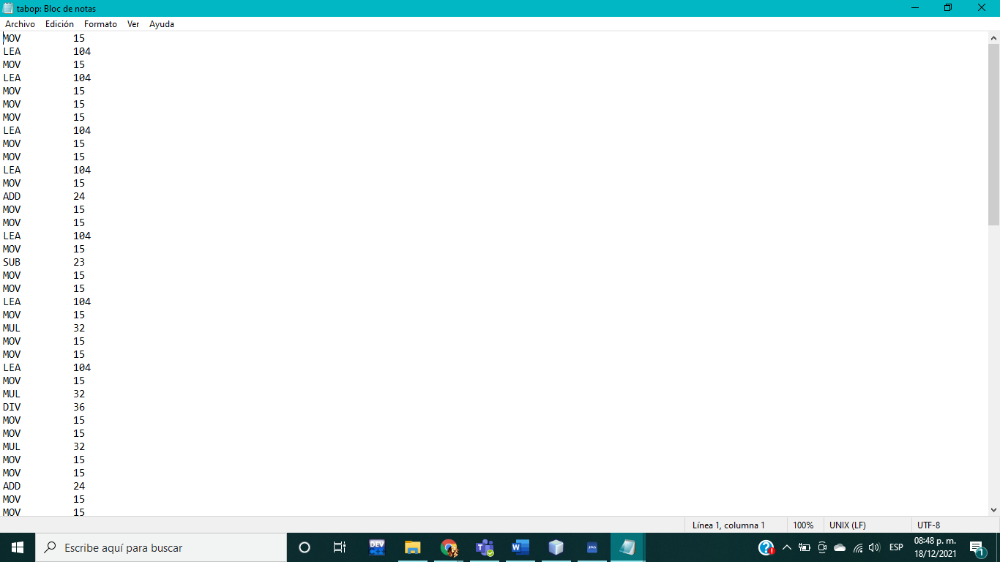 tabop: Bloc de notas
Archivo Edición Formato Ver Ayuda
MOV 15
LEA 104
MOV 15
LEA 104
MOV 15
MOV 15
MOV 15
LEA 104
MOV 15
MOV 15
LEA 104
MOV 15
ADD 24
MOV 15
MOV 15
LEA 104
MOV 15
SUB 23
MOV 15
MOV 15
LEA 104
MOV 15
MUL 32
MOV 15
MOV 15
LEA 104
MOV 15
MUL 32
DIV 36
MOV 15
MOV 15
MUL 32
MOV 15
MOV 15
ADD 24
MOV 15
MOV 15
Línea 1, columna 1 100% UNIX (LF) UTF-8
Escribe aquí para buscar
DEV
ESP
08:48 p. m.
18/12/2021
1